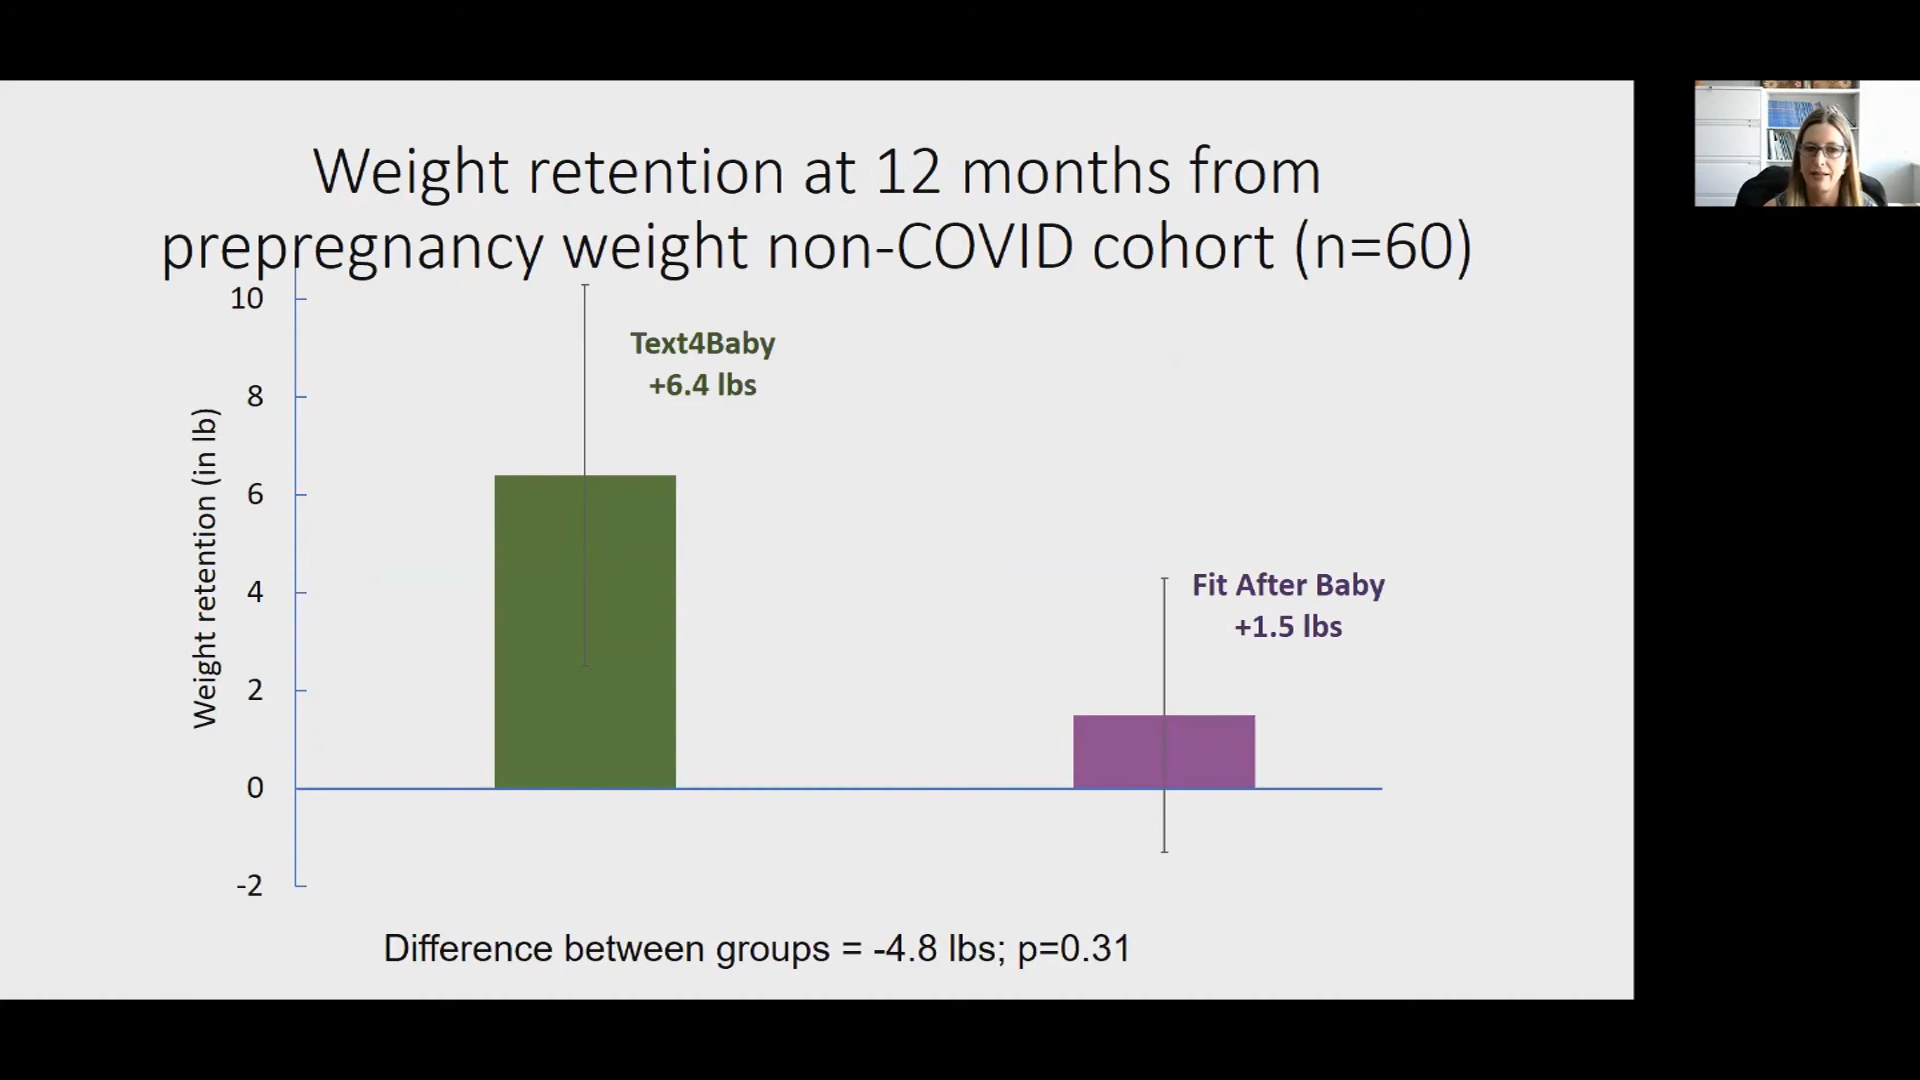 Weight retention at 12 months from
prepregnancy weight non-COVID cohort (n=60)
10
8
6
4
2
0
-2
Weight retention (in lb)
Text4Baby
+6.4 lbs
Fit After Baby
+1.5 lbs
Difference between groups = -4.8 lbs; p=0.31